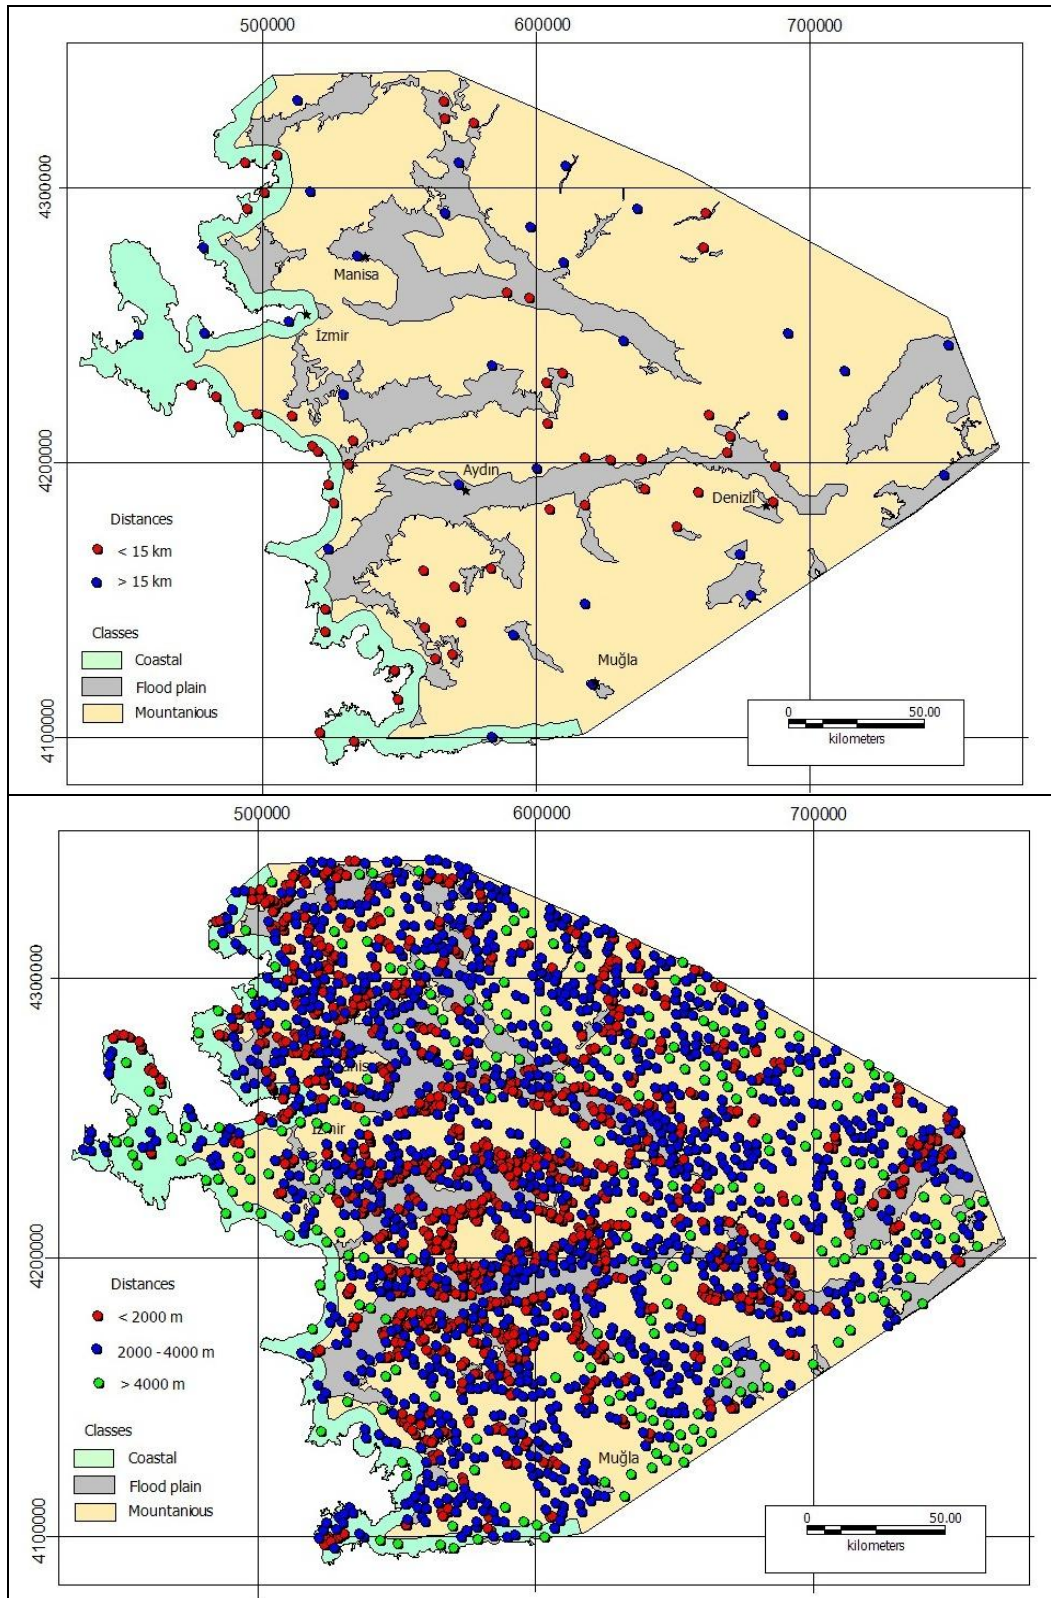 500000
600000
700000
4300000
Manisa
İzmir
4200000
Aydın
Denizli
Distances
< 15 km
> 15 km
Classes
Coastal
Flood plain
Mountanious
Muğla
0
50.00
kilometers
4100000
500000
600000
700000
4300000
İzmir
4200000
Distances
< 2000 m
2000 - 4000 m
> 4000 m
Classes
Coastal
Flood plain
Mountanious
Muğla
0
50.00
kilometers
4100000